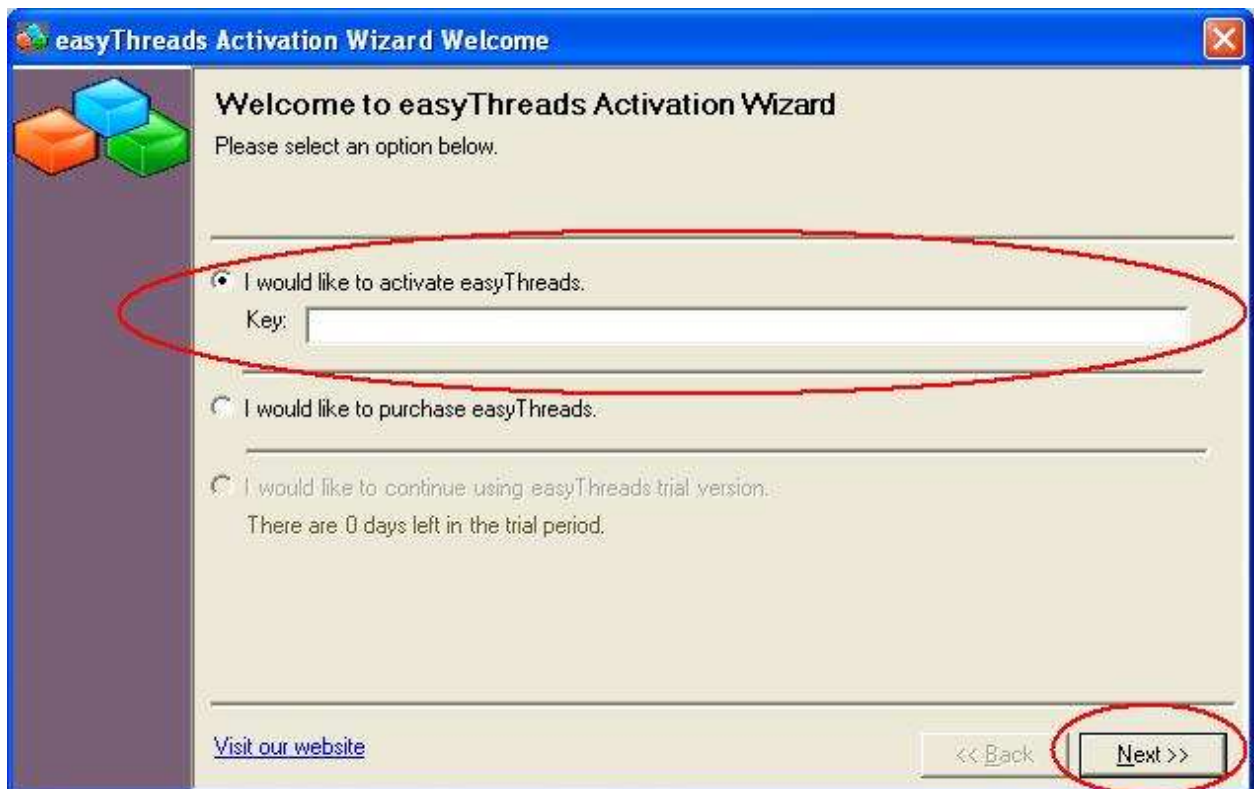 easyThreads Activation Wizard Welcome
Welcome to easyThreads Activation Wizard
Please select an option below.
I would like to activate easyThreads.
Key:
I would like to purchase easyThreads.
I would like to continue using easyThreads trial version.
There are 0 days left in the trial period.
Visit our website
<< Back
Next >>